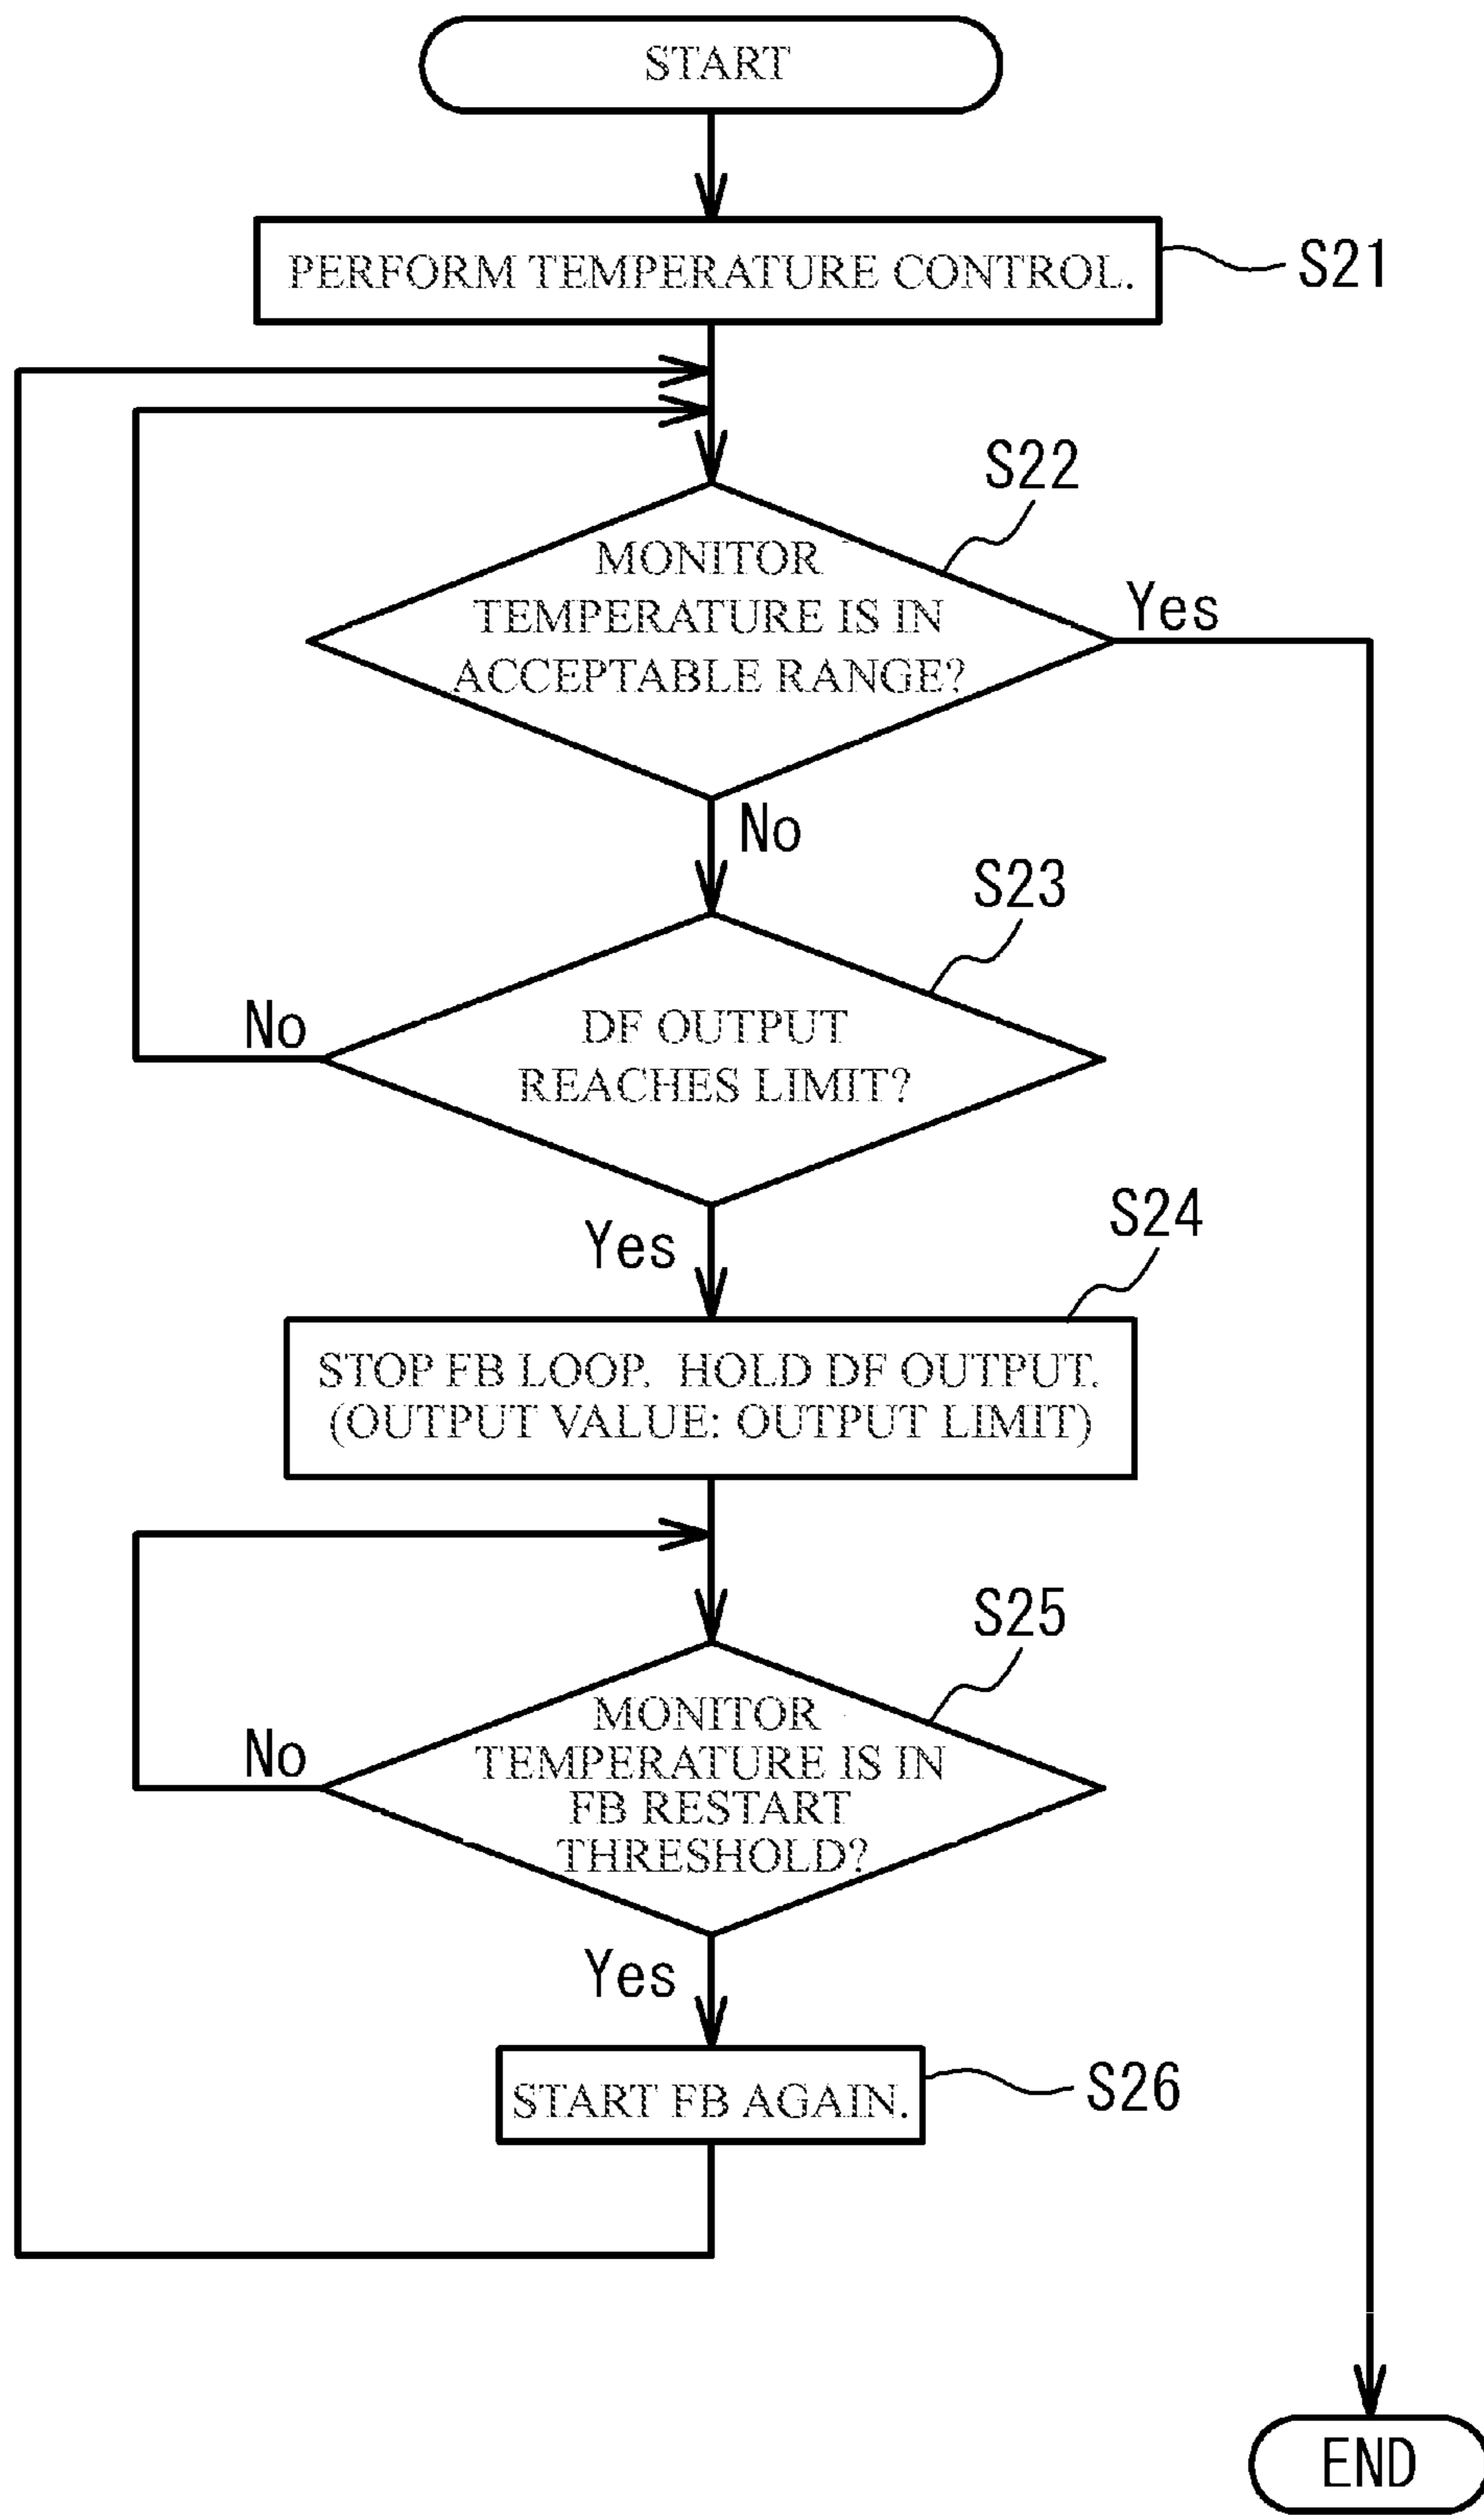 START
PERFORM TEMPERATURE CONTROL.
S21
S22
MONITOR
TEMPERATURE IS IN
ACCEPTABLE RANGE?
Yes
No
S23
DF OUTPUT
REACHES LIMIT?
No
Yes
S24
STOP FB LOOP. HOLD DF OUTPUT.
(OUTPUT VALUE: OUTPUT LIMIT)
S25
MONITOR
TEMPERATURE IS IN
FB RESTART
THRESHOLD?
No
Yes
START FB AGAIN.
S26
END